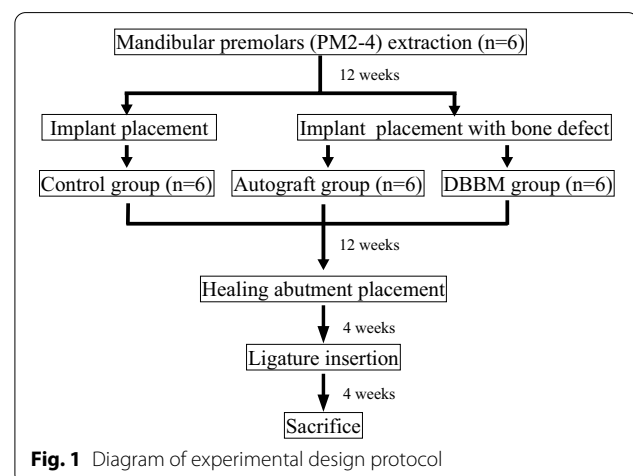 Mandibular premolars (PM2-4) extraction (n=6)
12 weeks
Implant placement
Implant placement with bone defect
Control group (n=6)
Autograft group (n=6)
DBBM group (n=6)
12 weeks
Healing abutment placement
4 weeks
Ligature insertion
4 weeks
Sacrifice
Fig. 1 Diagram of experimental design protocol